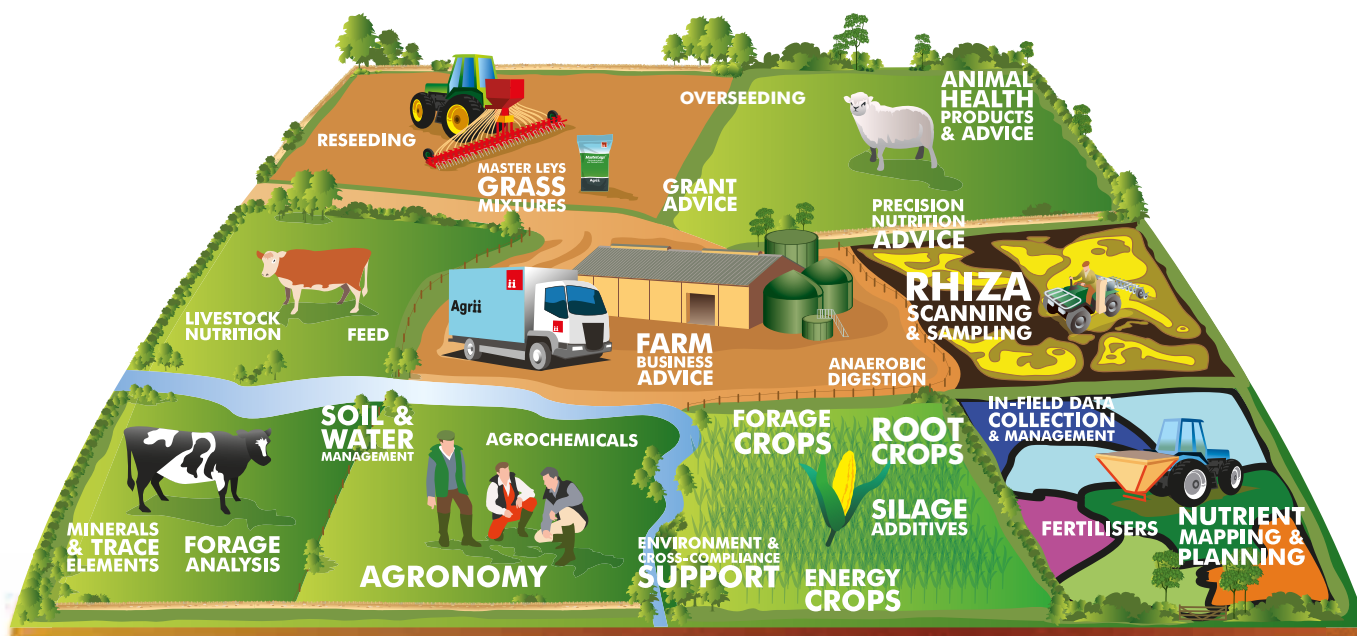 OVERSEEDING
ANIMAL
HEALTH
PRODUCTS
& ADVICE
RESEEDING
MASTER LEYS
GRASS
MIXTURES
GRANT
ADVICE
PRECISION
NUTRITION
ADVICE
Agrii
LIVESTOCK
NUTRITION
FEED
FARM
BUSINESS
ADVICE
RHIZA
SCANNING
& SAMPLING
ANAEROBIC
DIGESTION
SOIL &
WATER
MANAGEMENT
AGROCHEMICALS
FORAGE
CROPS
ROOT
CROPS
IN-FIELD DATA
COLLECTION
& MANAGEMENT
SILAGE
ADDITIVES
MINERALS
& TRACE
ELEMENTS
FORAGE
ANALYSIS
AGRONOMY
ENVIRONMENT &
CROSS-COMPLIANCE
SUPPORT
ENERGY
CROPS
FERTILISERS
NUTRIENT
MAPPING &
PLANNING